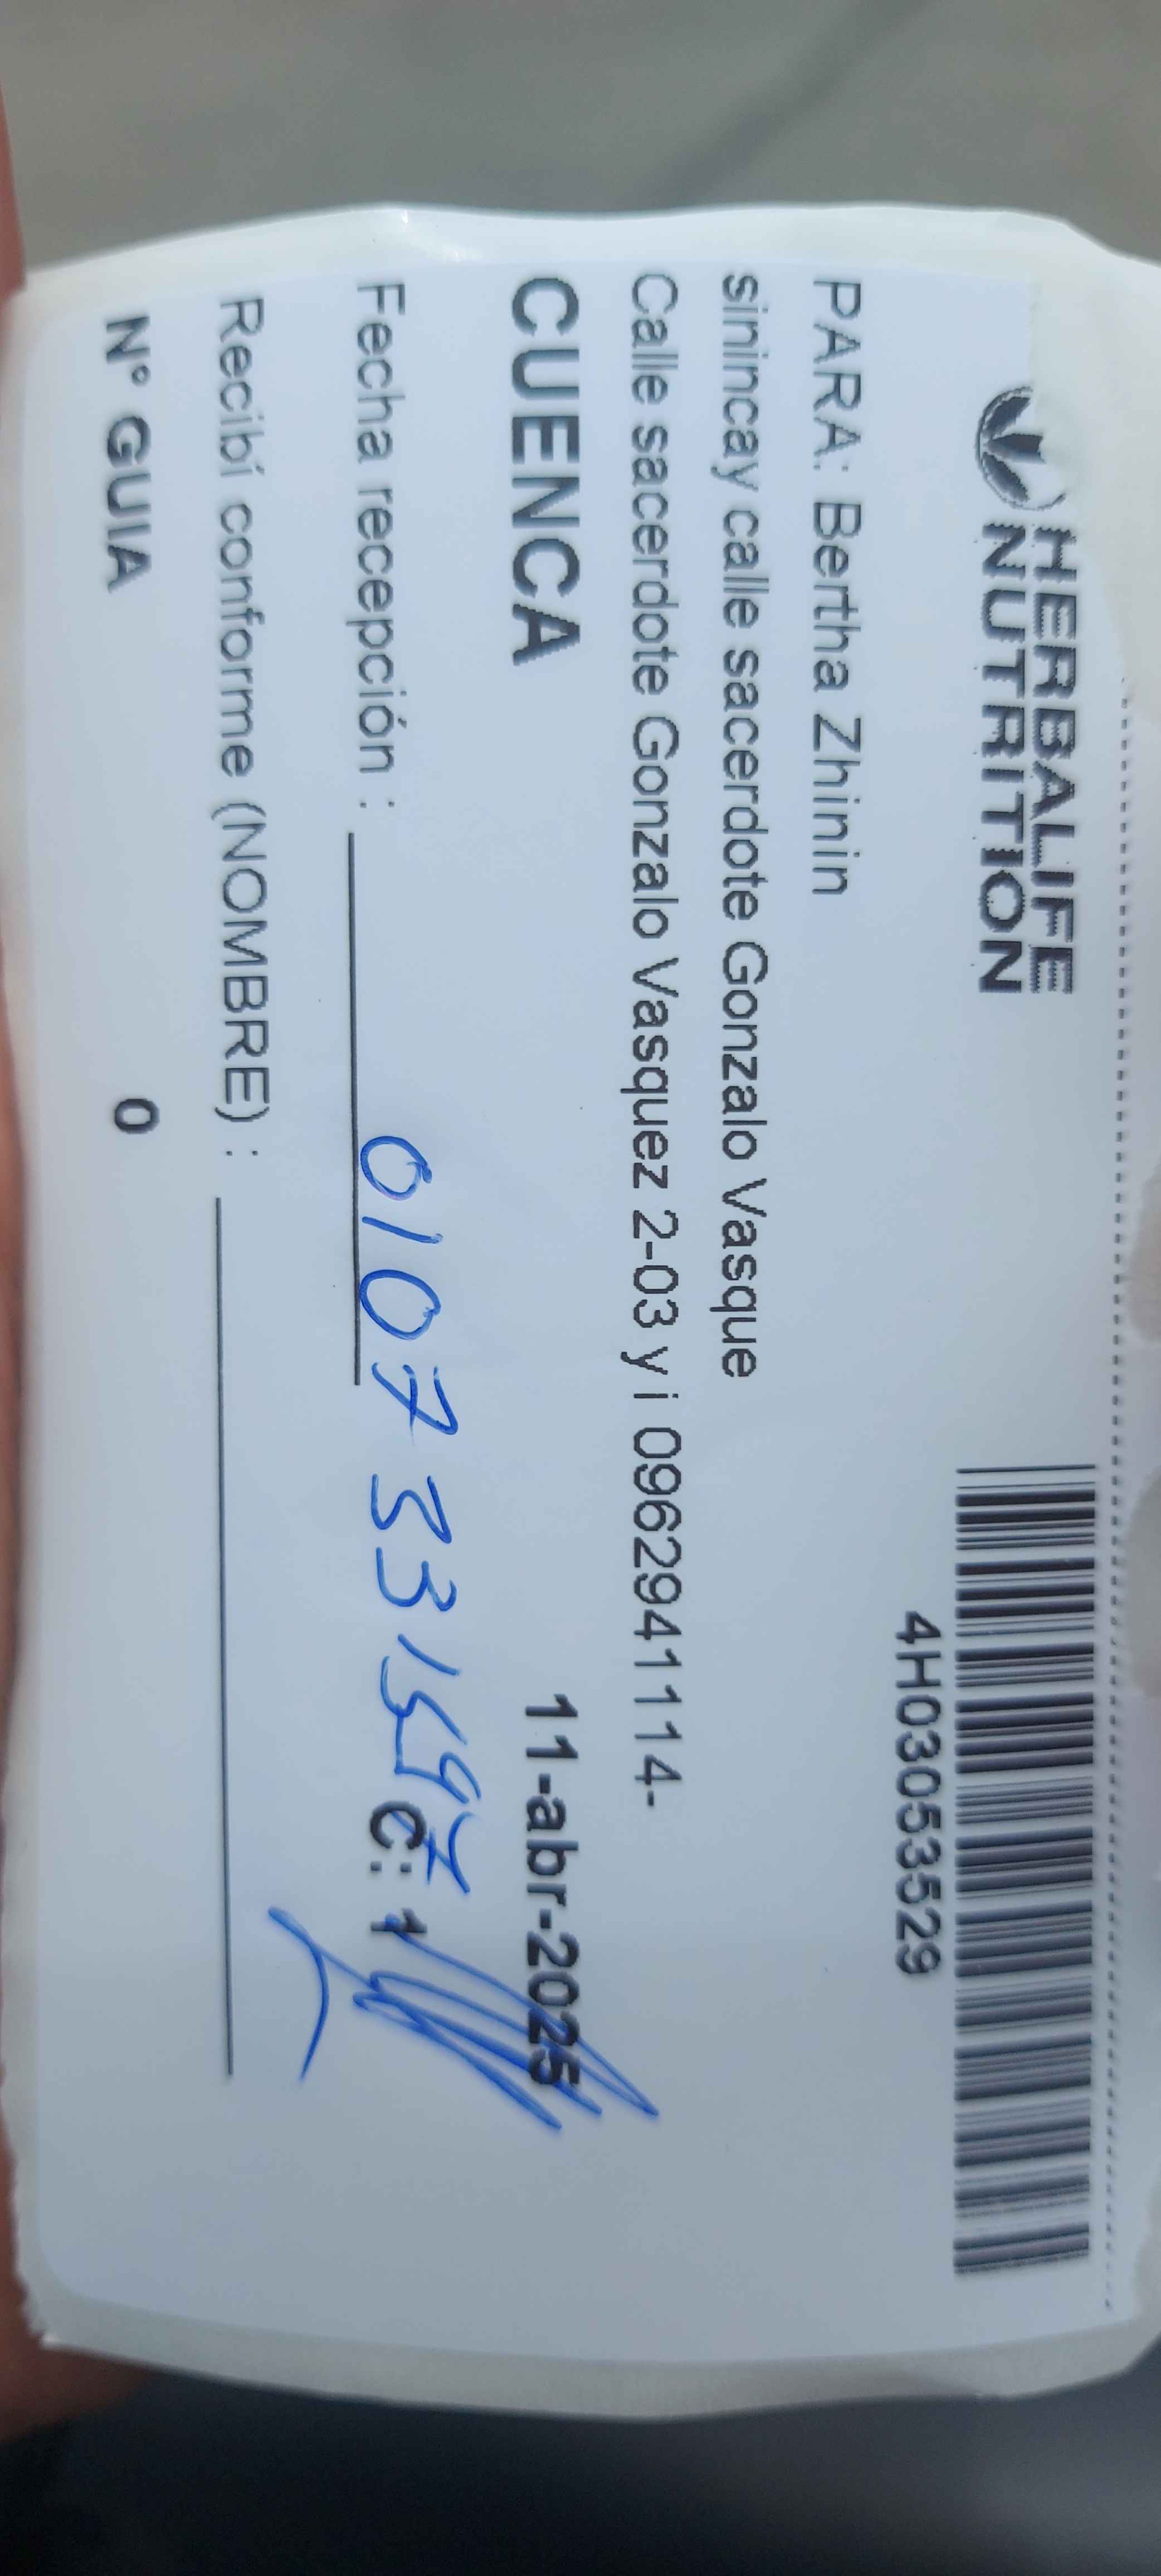 HERBALIFE
NUTRITION
4H03053529
PARA: Bertha Zhinin
sinincay calle sacerdote Gonzalo Vasque
Calle sacerdote Gonzalo Vasquez 2-03 y i 0962941114-
CUENCA 11-abr-2025
Fecha recepción : 0107331597 C: 1
Recibí conforme (NOMBRE) :
N° GUIA 0